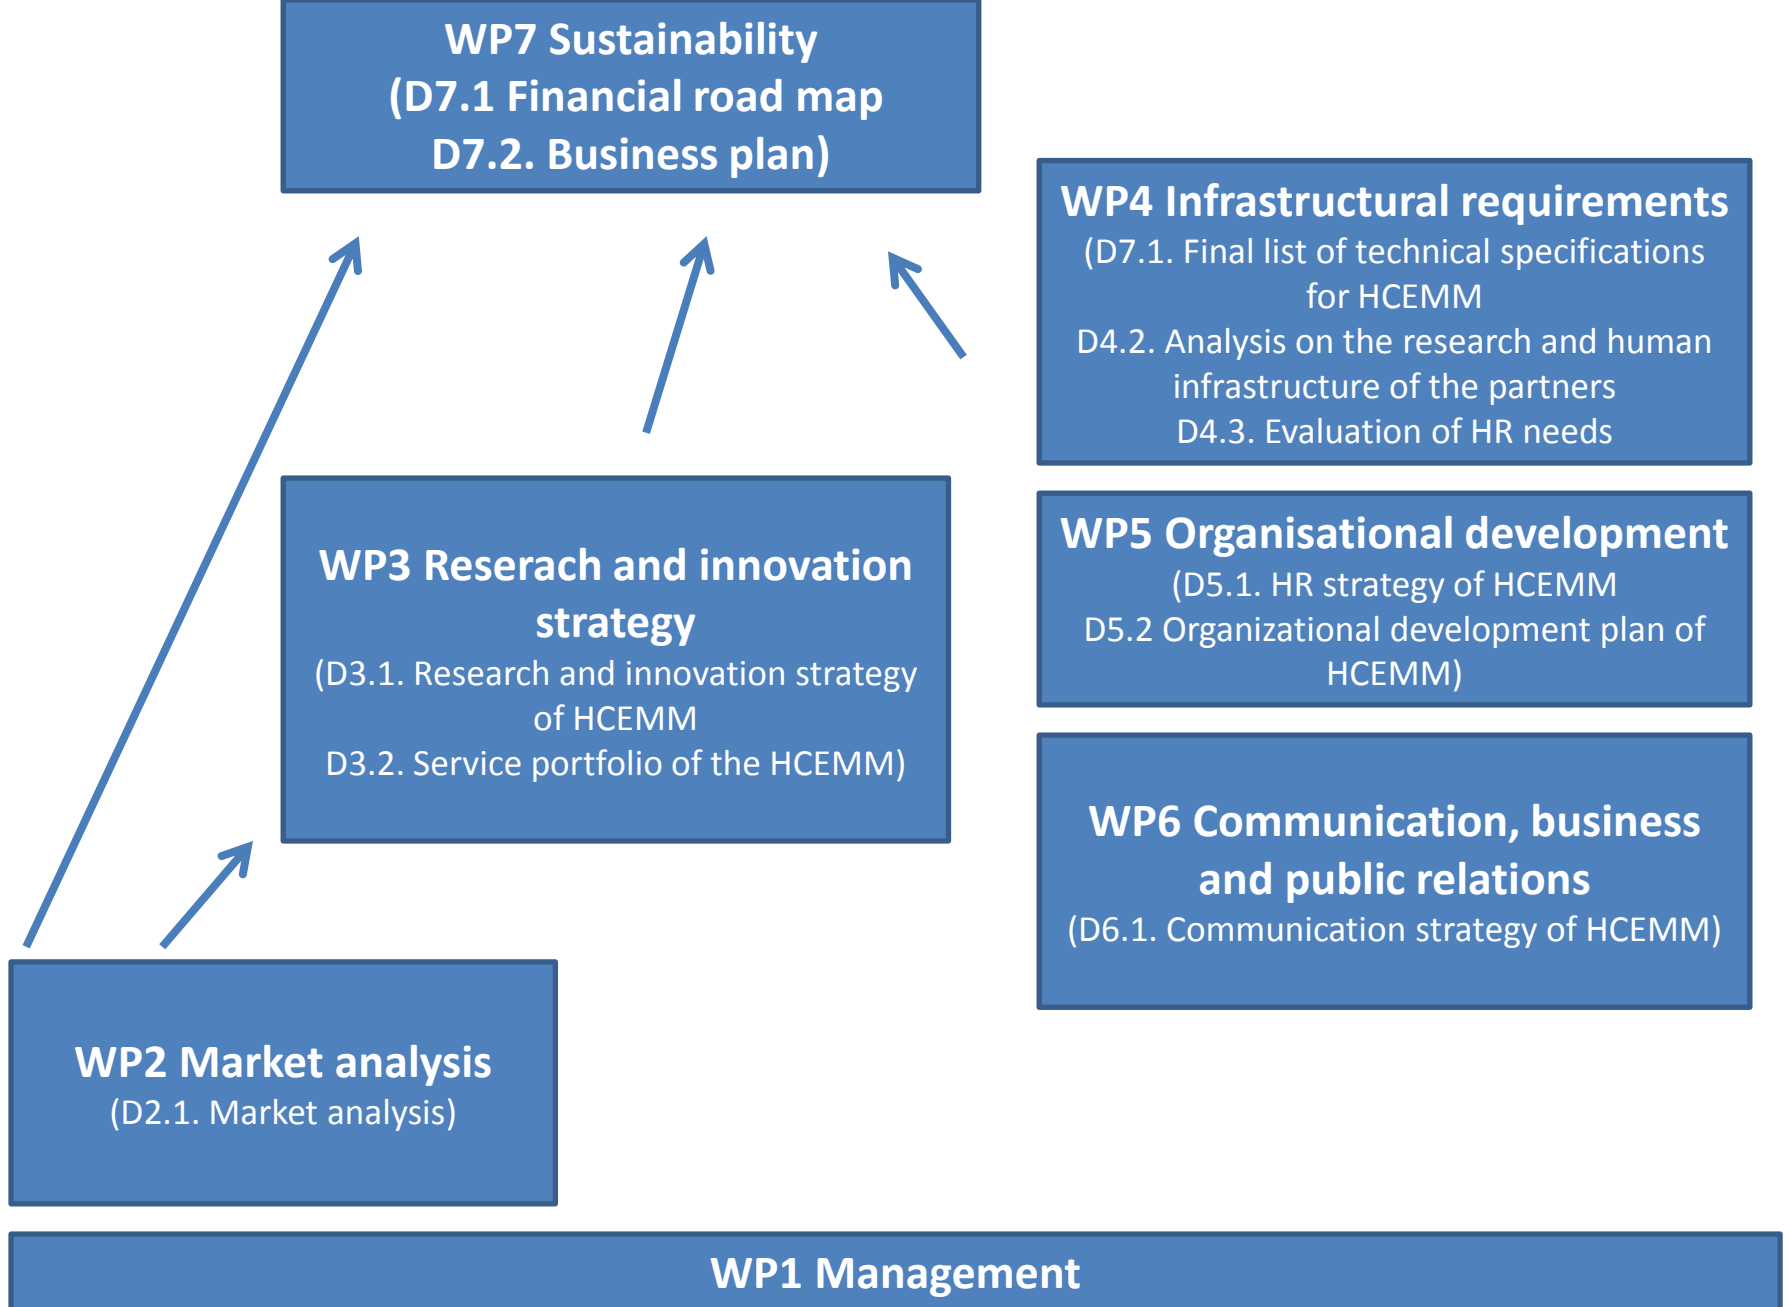 WP7 Sustainability
(D7.1 Financial road map
D7.2. Business plan)
WP4 Infrastructural requirements
(D7.1. Final list of technical specifications
for HCEMM
D4.2. Analysis on the research and human
infrastructure of the partners
D4.3. Evaluation of HR needs
WP3 Reserach and innovation
strategy
(D3.1. Research and innovation strategy
of HCEMM
D3.2. Service portfolio of the HCEMM)
WP5 Organisational development
(D5.1. HR strategy of HCEMM
D5.2 Organizational development plan of
HCEMM)
WP6 Communication, business
and public relations
(D6.1. Communication strategy of HCEMM)
WP2 Market analysis
(D2.1. Market analysis)
WP1 Management